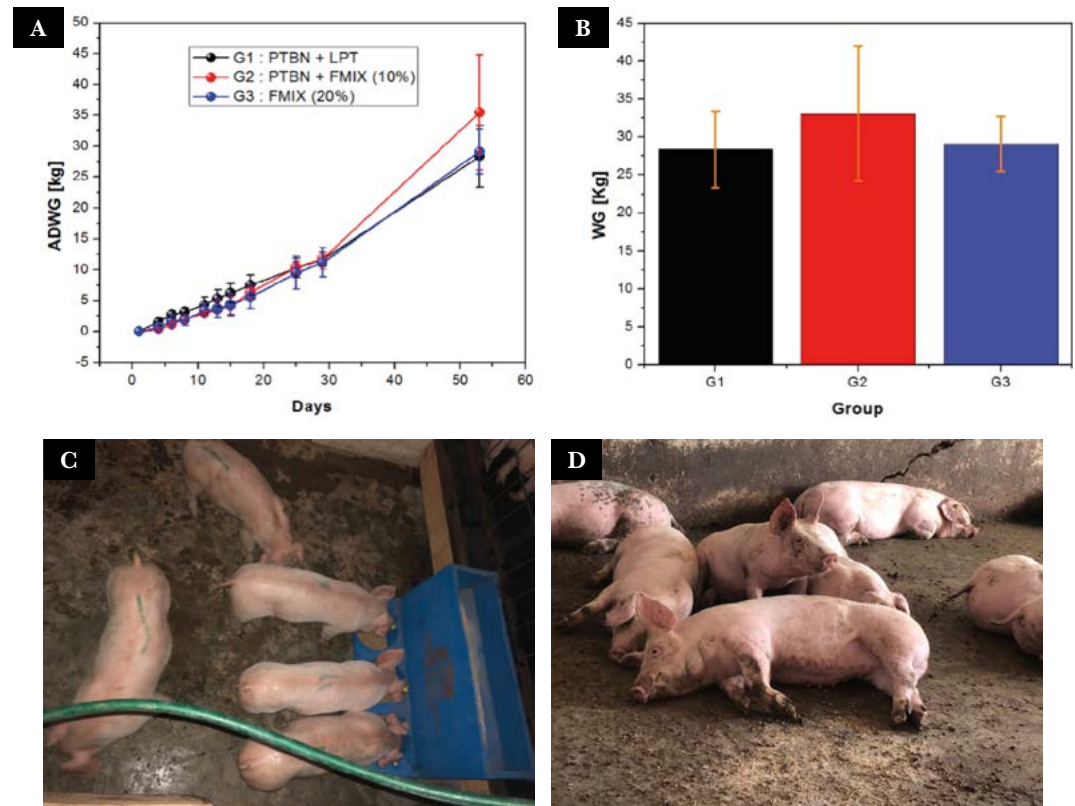 A
50
45
40
35
30
25
20
15
10
5
0
-5
ADWG [kg]
G1 : PTBN + LPT
G2 : PTBN + FMIX (10%)
G3 : FMIX (20%)
0 10 20 30 40 50 60
Days
B
45
40
35
30
25
20
15
10
5
0
WG [Kg]
G1 G2 G3
Group
C
D